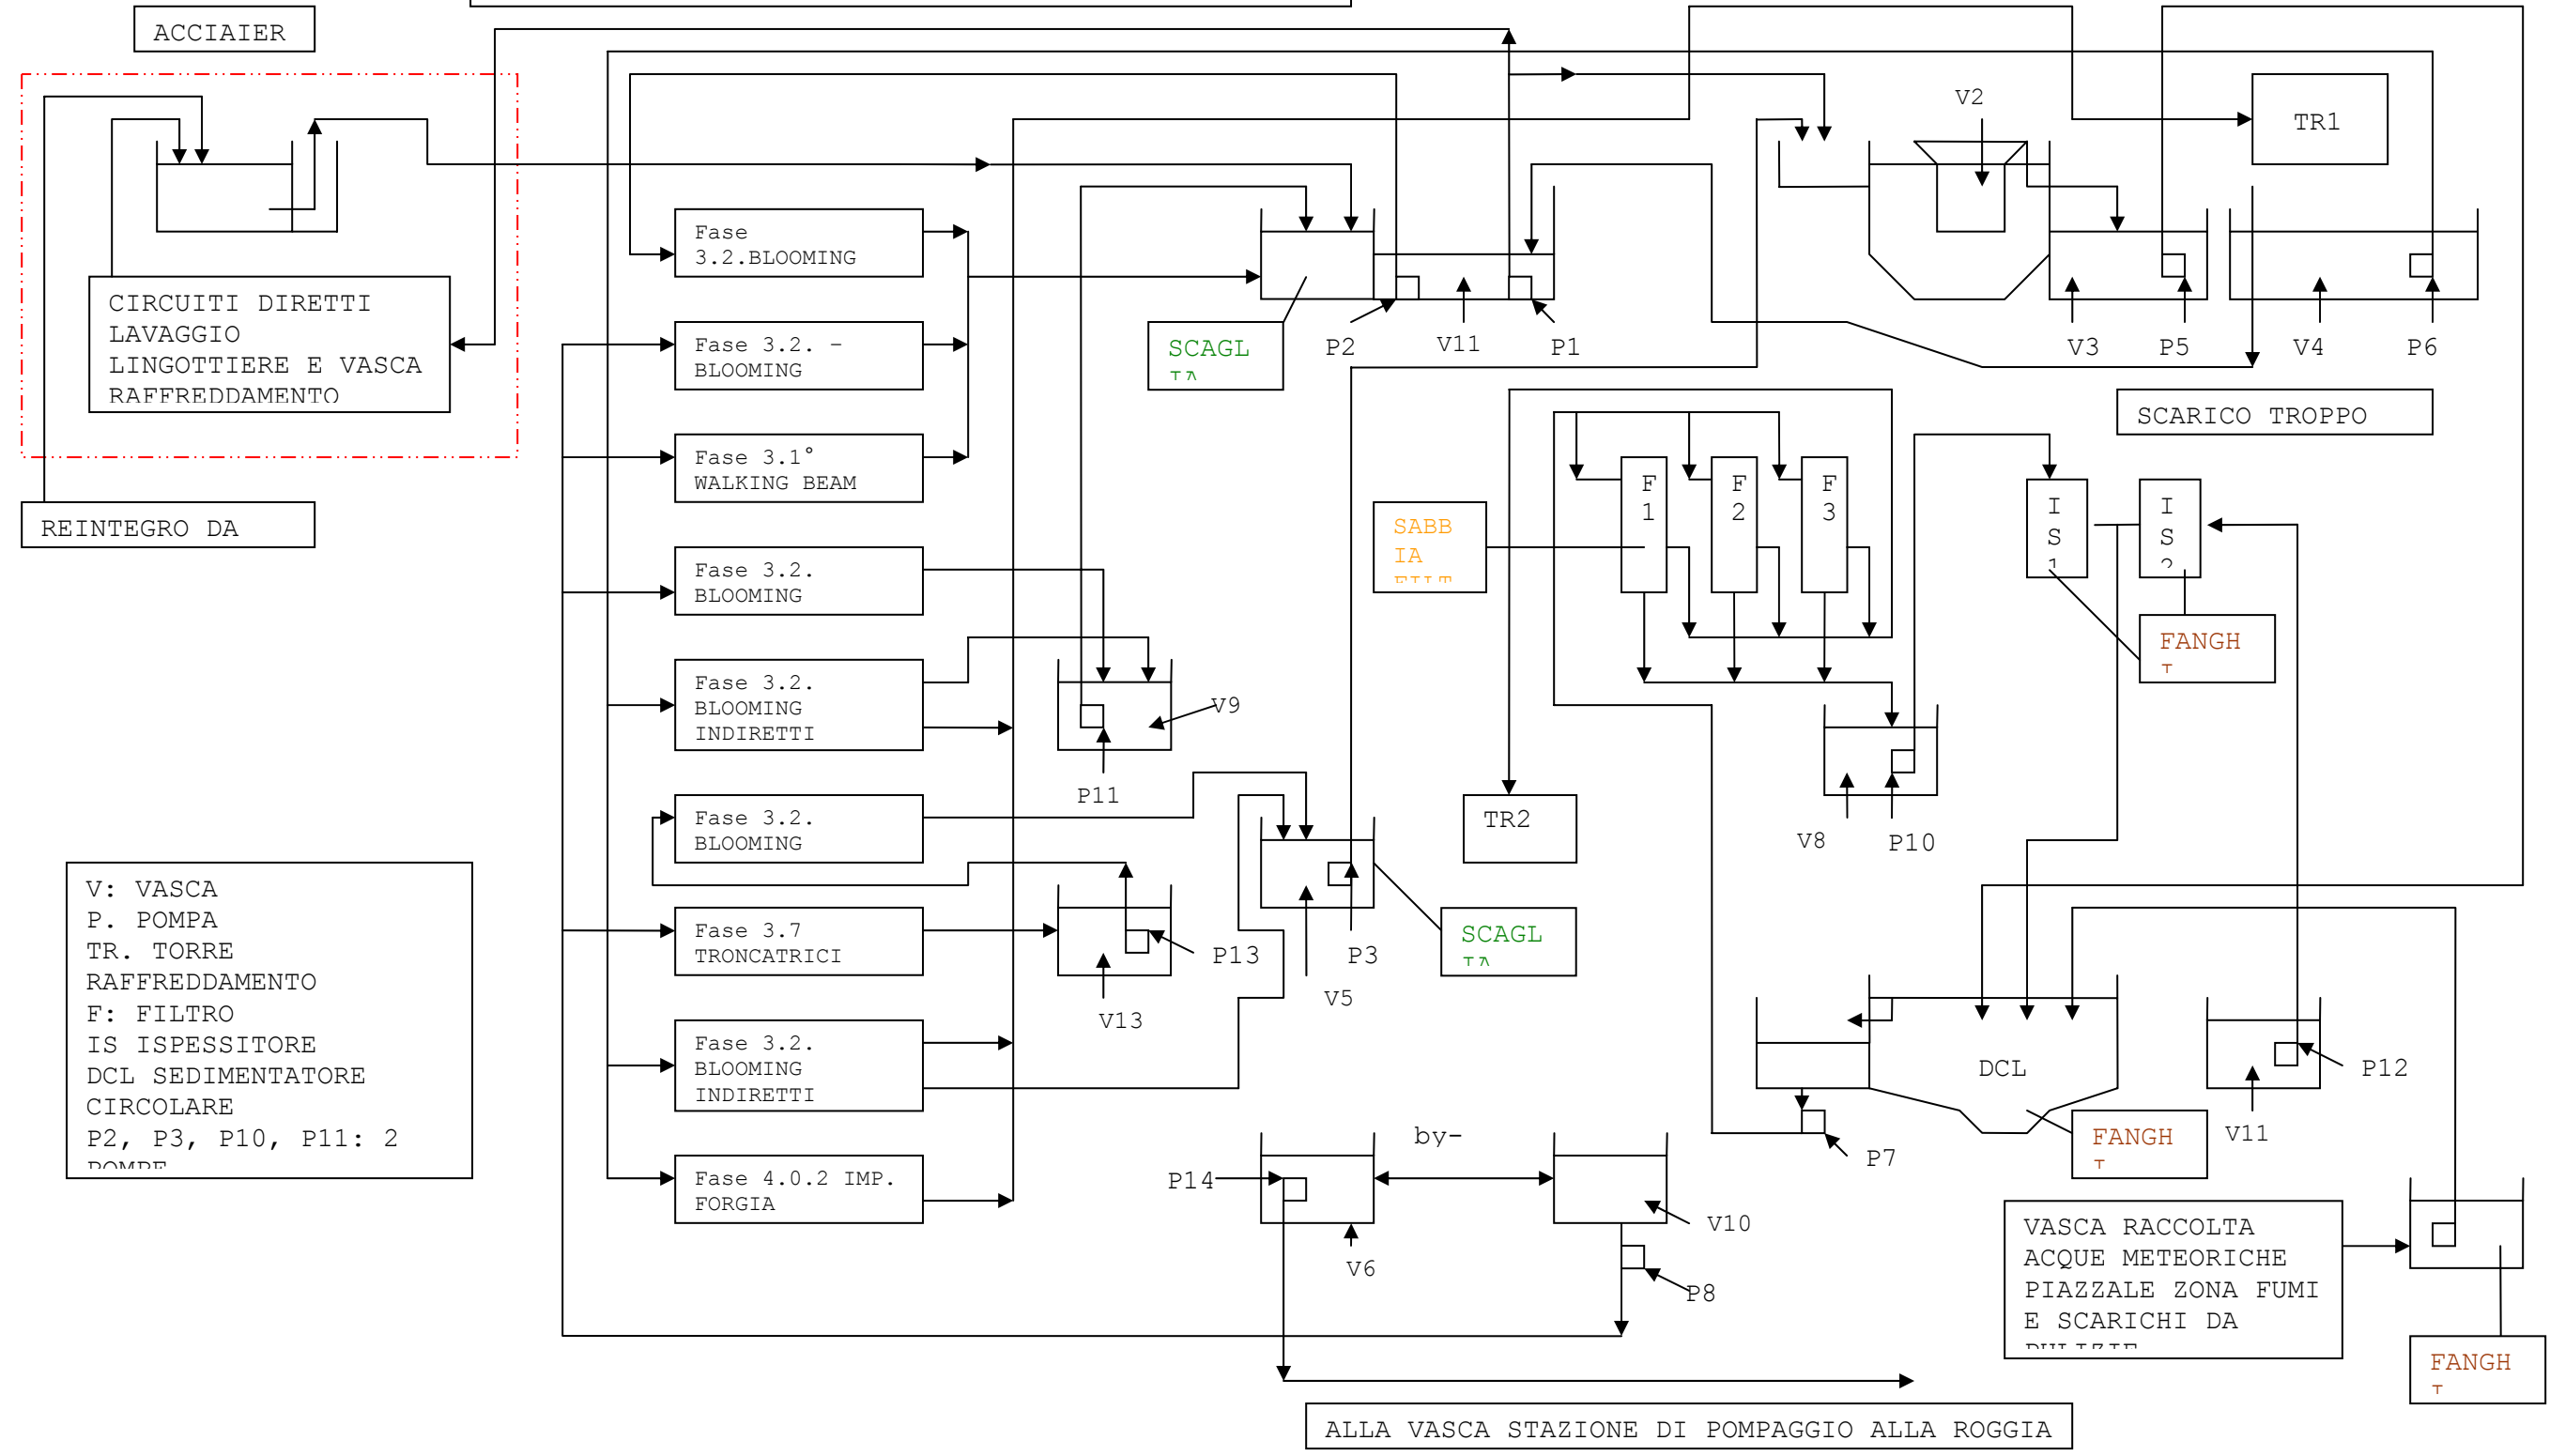 ACCIAIER
V2
TR1
Fase
3.2.BLOOMING
CIRCUITI DIRETTI
LAVAGGIO
LINGOTTIERE E VASCA
RAFFREDDAMENTO
Fase 3.2. –
BLOOMING
SCAGL
P2
V11
P1
V3
P5
V4
P6
SCARICO TROPPO
Fase 3.1°
WALKING BEAM
F
1
F
2
F
3
I
S
1
I
S
2
REINTEGRO DA
SABB
IA
FILT
Fase 3.2.
BLOOMING
FANGH
Fase 3.2.
BLOOMING
INDIRETTI
V9
P11
Fase 3.2.
BLOOMING
TR2
V8
P10
V: VASCA
P. POMPA
TR. TORRE
RAFFREDDAMENTO
F: FILTRO
IS ISPESSITORE
DCL SEDIMENTATORE
CIRCOLARE
P2, P3, P10, P11: 2
POMPE
Fase 3.7
TRONCATRICI
P13
P3
SCAGL
V5
V13
Fase 3.2.
BLOOMING
INDIRETTI
DCL
P12
V11
FANGH
by-
P7
Fase 4.0.2 IMP.
FORGIA
P14
V10
V6
P8
VASCA RACCOLTA
ACQUE METEORICHE
PIAZZALE ZONA FUMI
E SCARICHI DA
PULIZIE
FANGH
ALLA VASCA STAZIONE DI POMPAGGIO ALLA ROGGIA